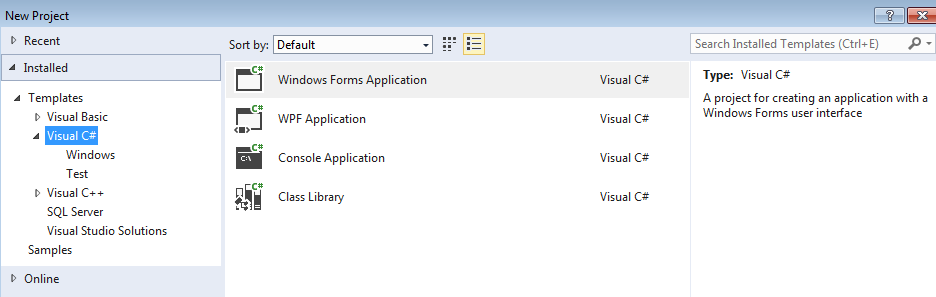 New Project
Recent
Installed
Templates
Visual Basic
Visual C#
Windows
Test
Visual C++
SQL Server
Visual Studio Solutions
Samples
Online
Sort by: Default
C# Windows Forms Application Visual C#
C# WPF Application Visual C#
C# C:\ Console Application Visual C#
C# Class Library Visual C#
Search Installed Templates (Ctrl+E)
Type: Visual C#
A project for creating an application with a
Windows Forms user interface